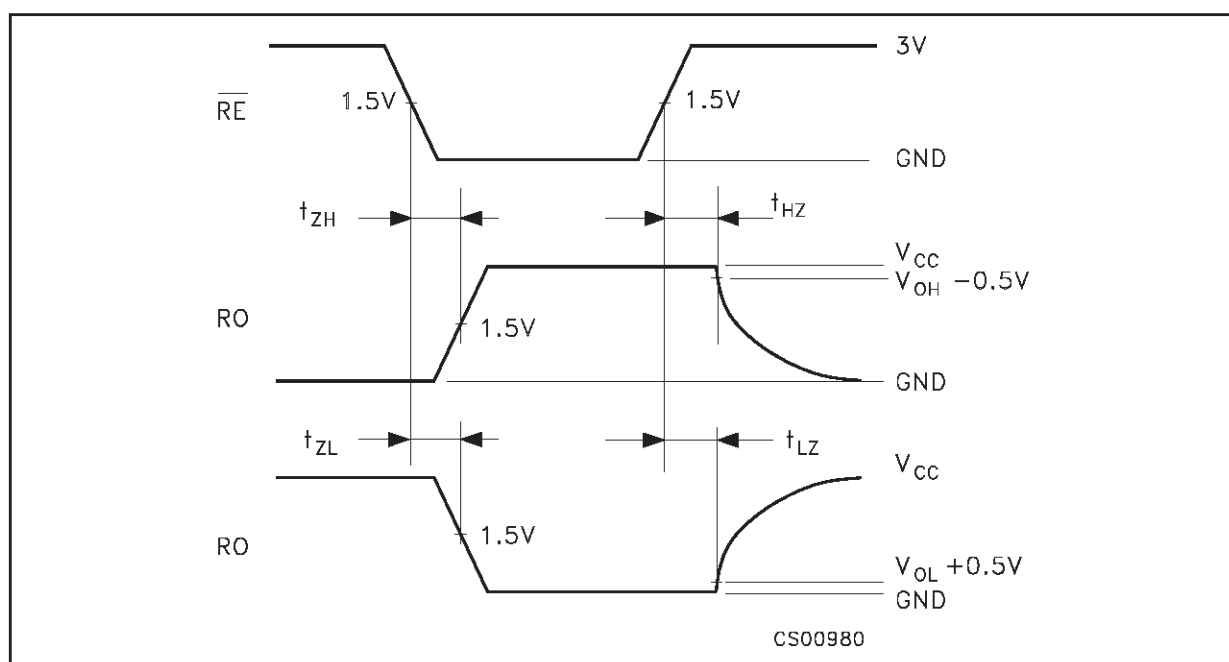 3V
R̅E̅
1.5V
1.5V
GND
tZH
tHZ
VCC
VOH −0.5V
RO
1.5V
GND
tZL
tLZ
VCC
RO
1.5V
VOL +0.5V
GND
CS00980